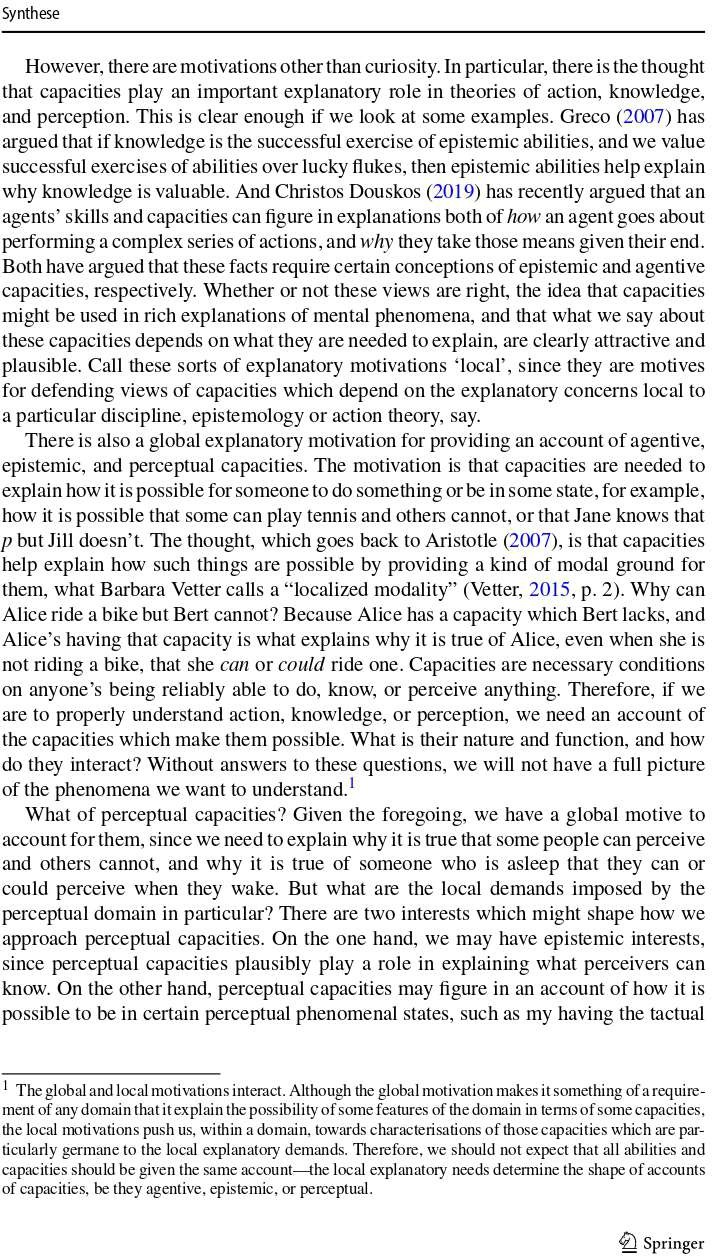 Synthese
However, there are motivations other than curiosity. In particular, there is the thought
that capacities play an important explanatory role in theories of action, knowledge,
and perception. This is clear enough if we look at some examples. Greco (2007) has
argued that if knowledge is the successful exercise of epistemic abilities, and we value
successful exercises of abilities over lucky flukes, then epistemic abilities help explain
why knowledge is valuable. And Christos Douskos (2019) has recently argued that an
agents’ skills and capacities can figure in explanations both of how an agent goes about
performing a complex series of actions, and why they take those means given their end.
Both have argued that these facts require certain conceptions of epistemic and agentive
capacities, respectively. Whether or not these views are right, the idea that capacities
might be used in rich explanations of mental phenomena, and that what we say about
these capacities depends on what they are needed to explain, are clearly attractive and
plausible. Call these sorts of explanatory motivations ‘local’, since they are motives
for defending views of capacities which depend on the explanatory concerns local to
a particular discipline, epistemology or action theory, say.
There is also a global explanatory motivation for providing an account of agentive,
epistemic, and perceptual capacities. The motivation is that capacities are needed to
explain how it is possible for someone to do something or be in some state, for example,
how it is possible that some can play tennis and others cannot, or that Jane knows that
p but Jill doesn’t. The thought, which goes back to Aristotle (2007), is that capacities
help explain how such things are possible by providing a kind of modal ground for
them, what Barbara Vetter calls a “localized modality” (Vetter, 2015, p. 2). Why can
Alice ride a bike but Bert cannot? Because Alice has a capacity which Bert lacks, and
Alice’s having that capacity is what explains why it is true of Alice, even when she is
not riding a bike, that she can or could ride one. Capacities are necessary conditions
on anyone’s being reliably able to do, know, or perceive anything. Therefore, if we
are to properly understand action, knowledge, or perception, we need an account of
the capacities which make them possible. What is their nature and function, and how
do they interact? Without answers to these questions, we will not have a full picture
of the phenomena we want to understand.1
What of perceptual capacities? Given the foregoing, we have a global motive to
account for them, since we need to explain why it is true that some people can perceive
and others cannot, and why it is true of someone who is asleep that they can or
could perceive when they wake. But what are the local demands imposed by the
perceptual domain in particular? There are two interests which might shape how we
approach perceptual capacities. On the one hand, we may have epistemic interests,
since perceptual capacities plausibly play a role in explaining what perceivers can
know. On the other hand, perceptual capacities may figure in an account of how it is
possible to be in certain perceptual phenomenal states, such as my having the tactual
1 The global and local motivations interact. Although the global motivation makes it something of a require-
ment of any domain that it explain the possibility of some features of the domain in terms of some capacities,
the local motivations push us, within a domain, towards characterisations of those capacities which are par-
ticularly germane to the local explanatory demands. Therefore, we should not expect that all abilities and
capacities should be given the same account—the local explanatory needs determine the shape of accounts
of capacities, be they agentive, epistemic, or perceptual.
Springer